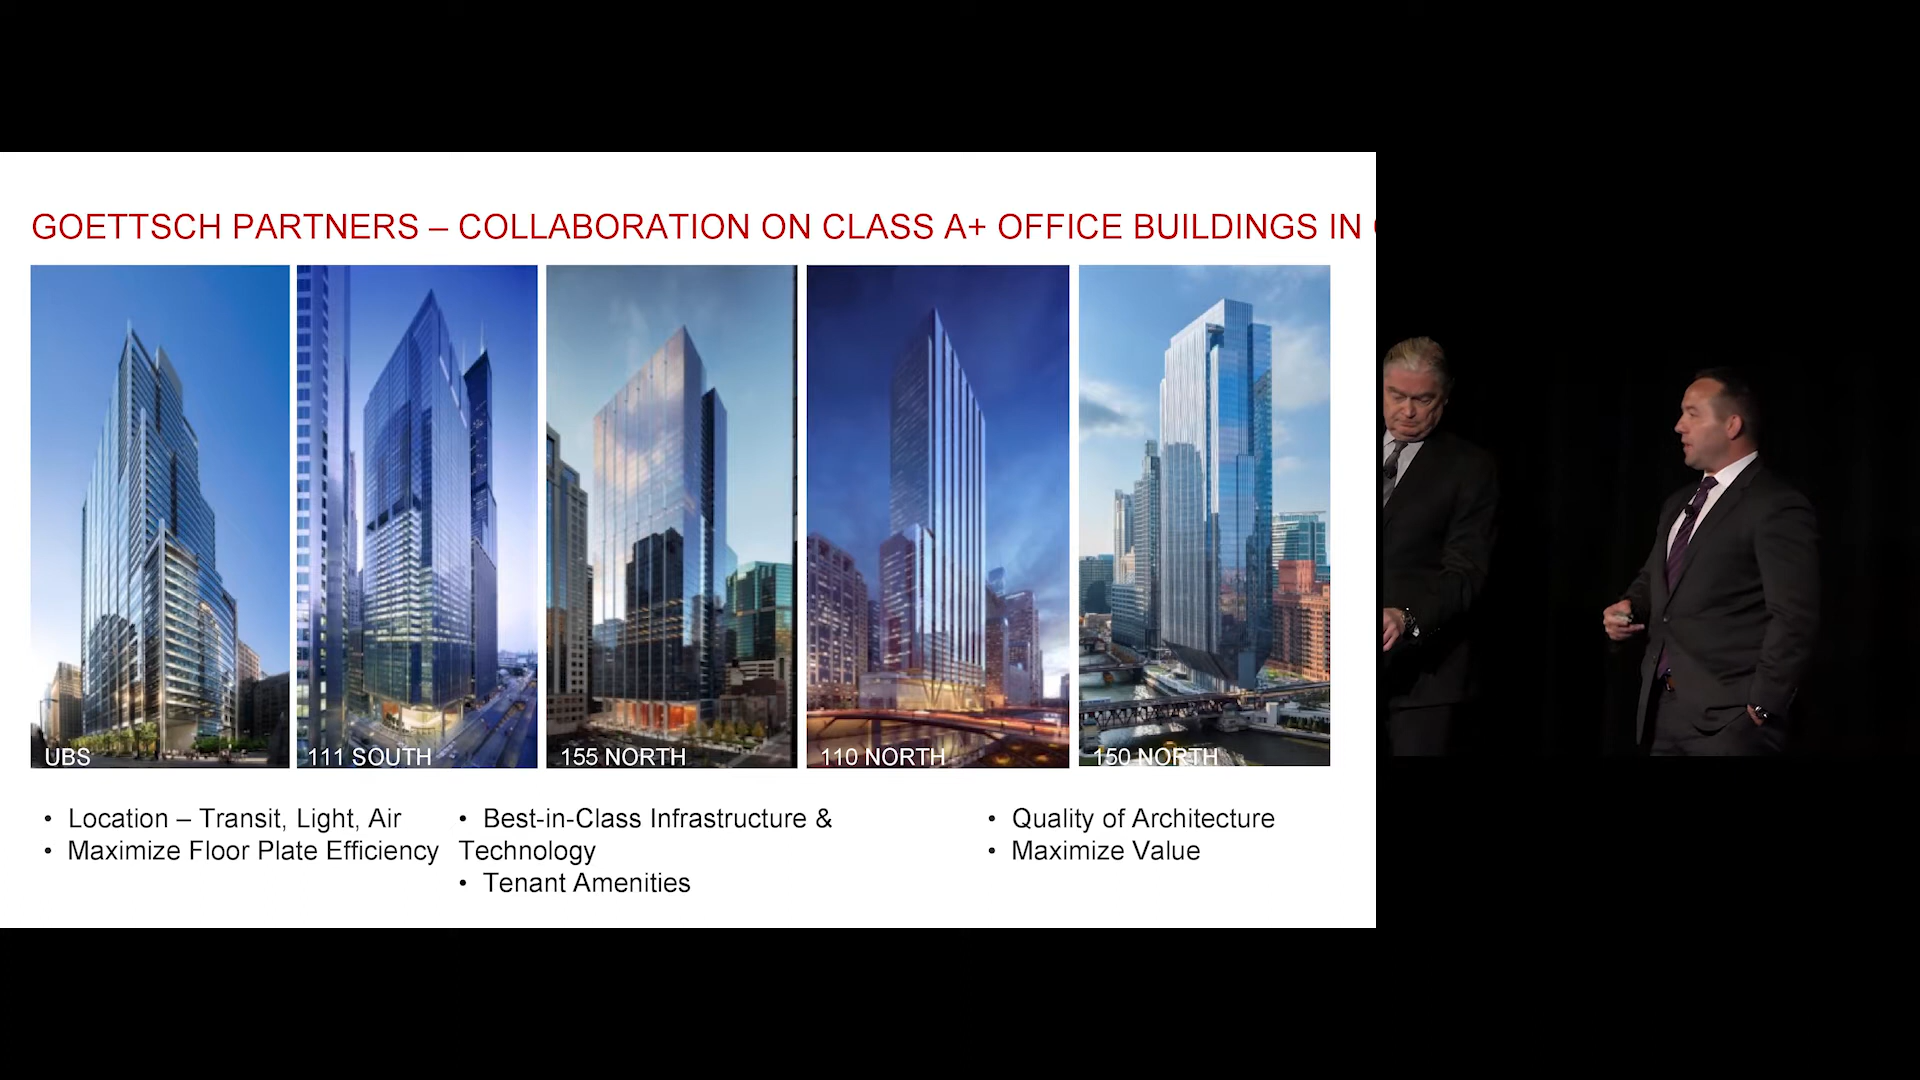 GOETTSCH PARTNERS – COLLABORATION ON CLASS A+ OFFICE BUILDINGS IN
UBS
111 SOUTH
155 NORTH
110 NORTH
150 NORTH
• Location – Transit, Light, Air
• Maximize Floor Plate Efficiency
• Best-in-Class Infrastructure &
Technology
• Tenant Amenities
• Quality of Architecture
• Maximize Value